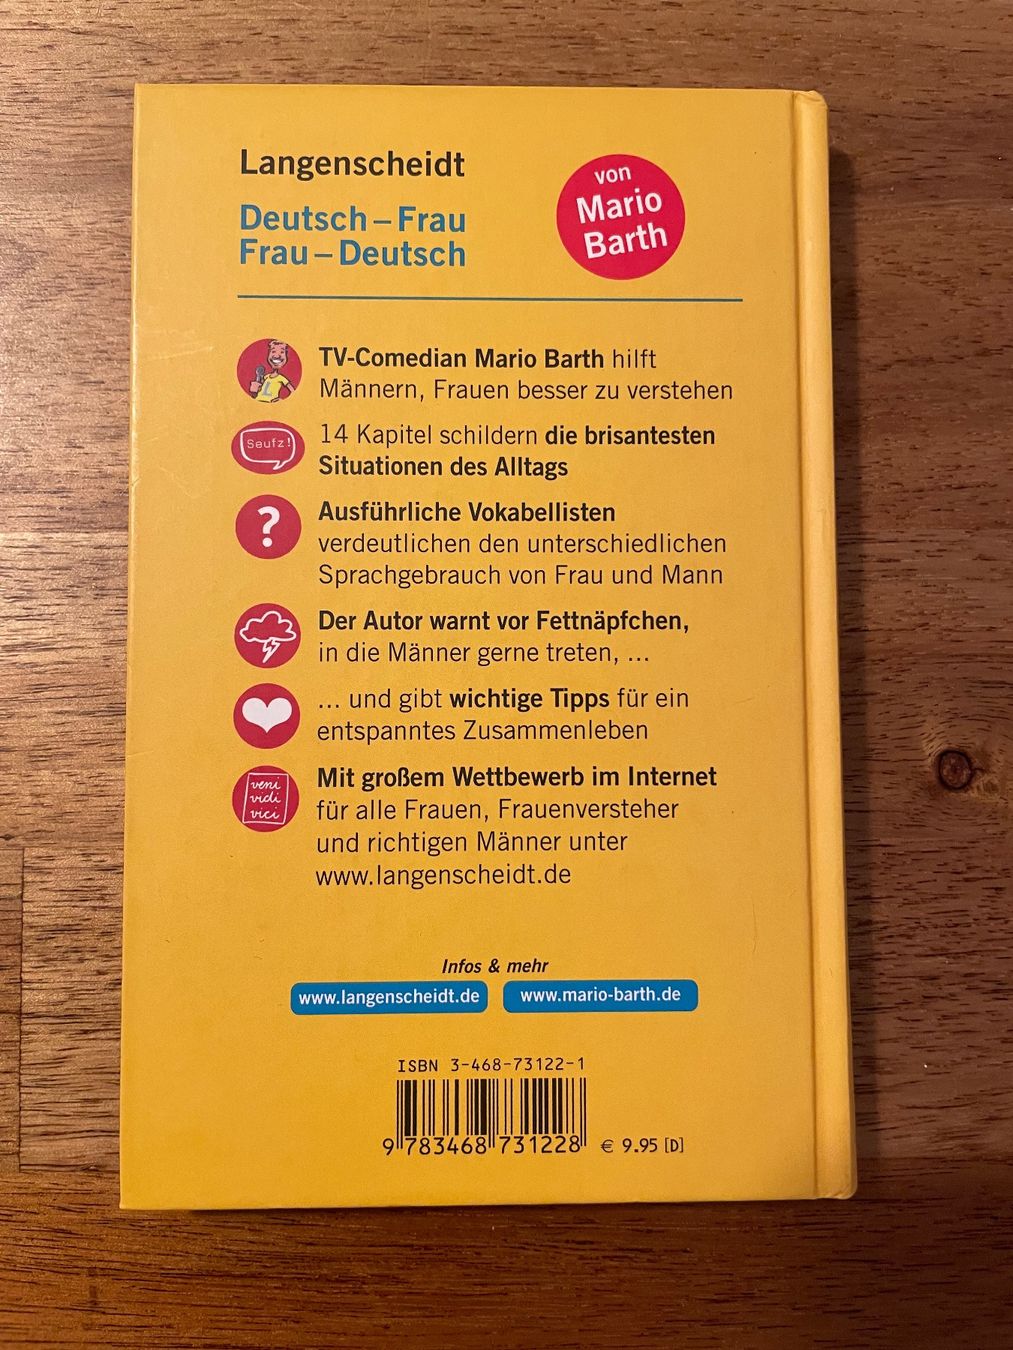 Langenscheidt
Deutsch – Frau
Frau – Deutsch
von
Mario
Barth
TV-Comedian Mario Barth hilft
Männern, Frauen besser zu verstehen
Seufz!
14 Kapitel schildern die brisantesten
Situationen des Alltags
?
Ausführliche Vokabellisten
verdeutlichen den unterschiedlichen
Sprachgebrauch von Frau und Mann
Der Autor warnt vor Fettnäpfchen,
in die Männer gerne treten, ...
... und gibt wichtige Tipps für ein
entspanntes Zusammenleben
veni
vidi
vici
Mit großem Wettbewerb im Internet
für alle Frauen, Frauenversteher
und richtigen Männer unter
www.langenscheidt.de
Infos & mehr
www.langenscheidt.de
www.mario-barth.de
ISBN 3-468-73122-1
9 783468 731228
€ 9.95 [D]